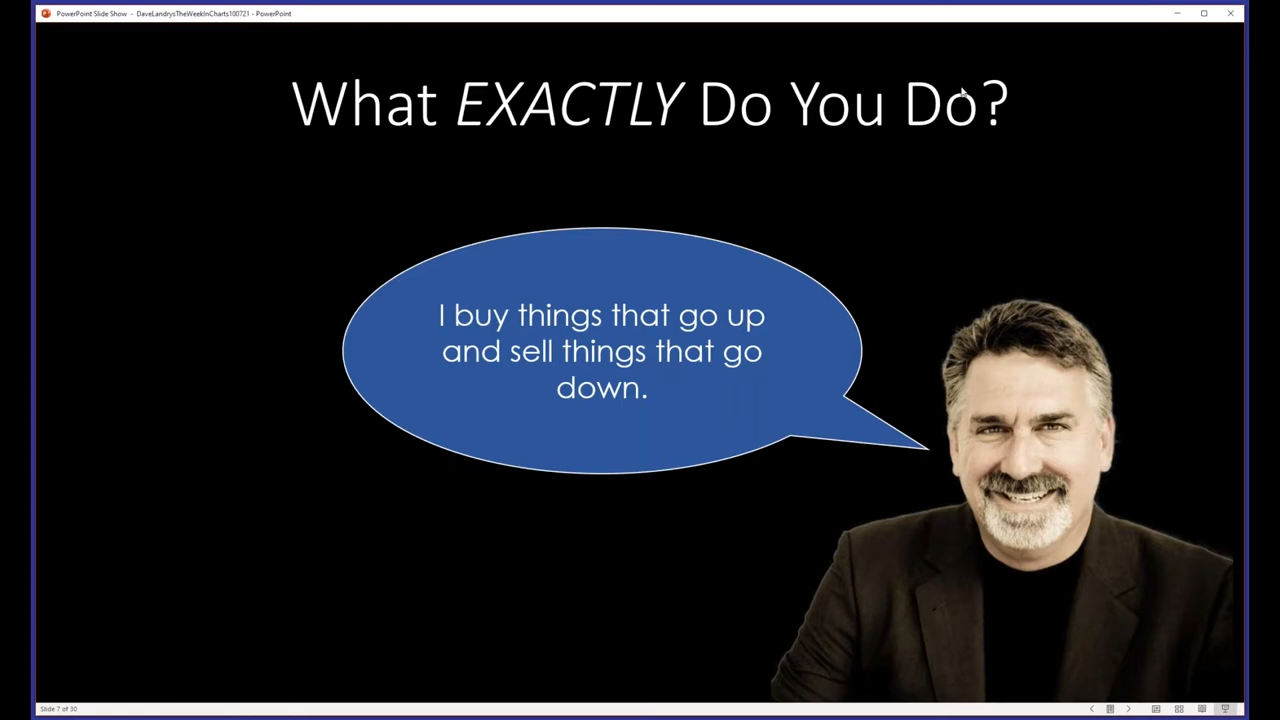 PowerPoint Slide Show - DaveLandrysTheWeekInCharts100721 - PowerPoint
What EXACTLY Do You Do?
I buy things that go up
and sell things that go
down.
Slide 7 of 30